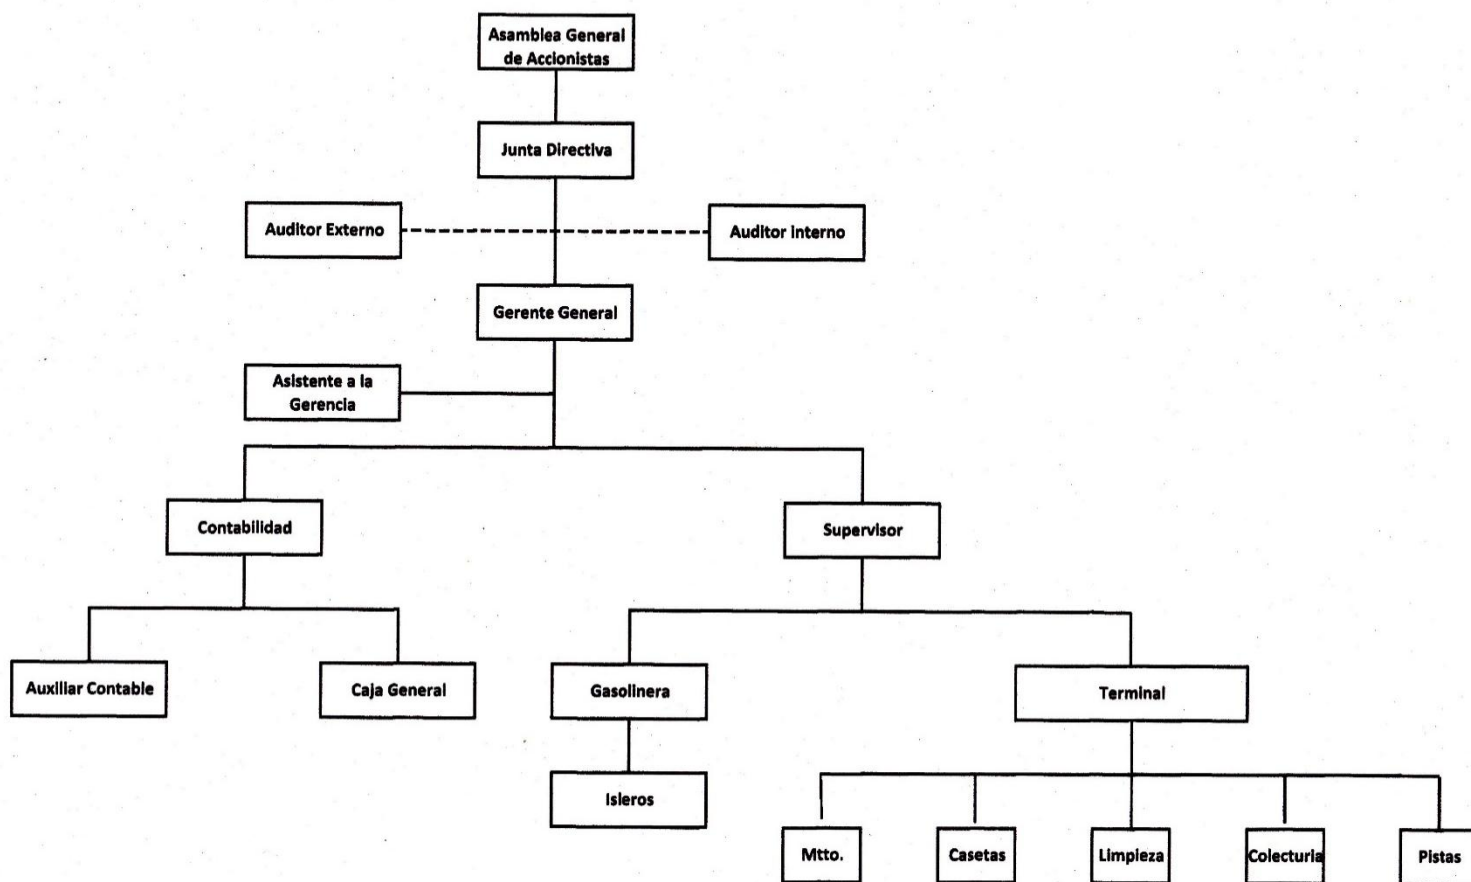 Asamblea General
de Accionistas
Junta Directiva
Auditor Externo
Auditor interno
Gerente General
Asistente a la
Gerencia
Contabilidad
Supervisor
Auxiliar Contable
Caja General
Gasolinera
Terminal
Isleros
Mtto.
Casetas
Limpieza
Colecturia
Pistas